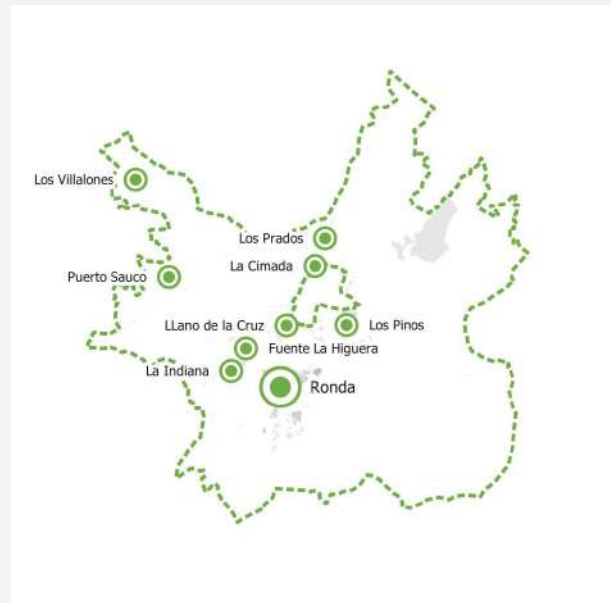 Los Villalones
Los Prados
La Cimada
Puerto Sauco
LLano de la Cruz
Los Pinos
Fuente La Higuera
La Indiana
Ronda